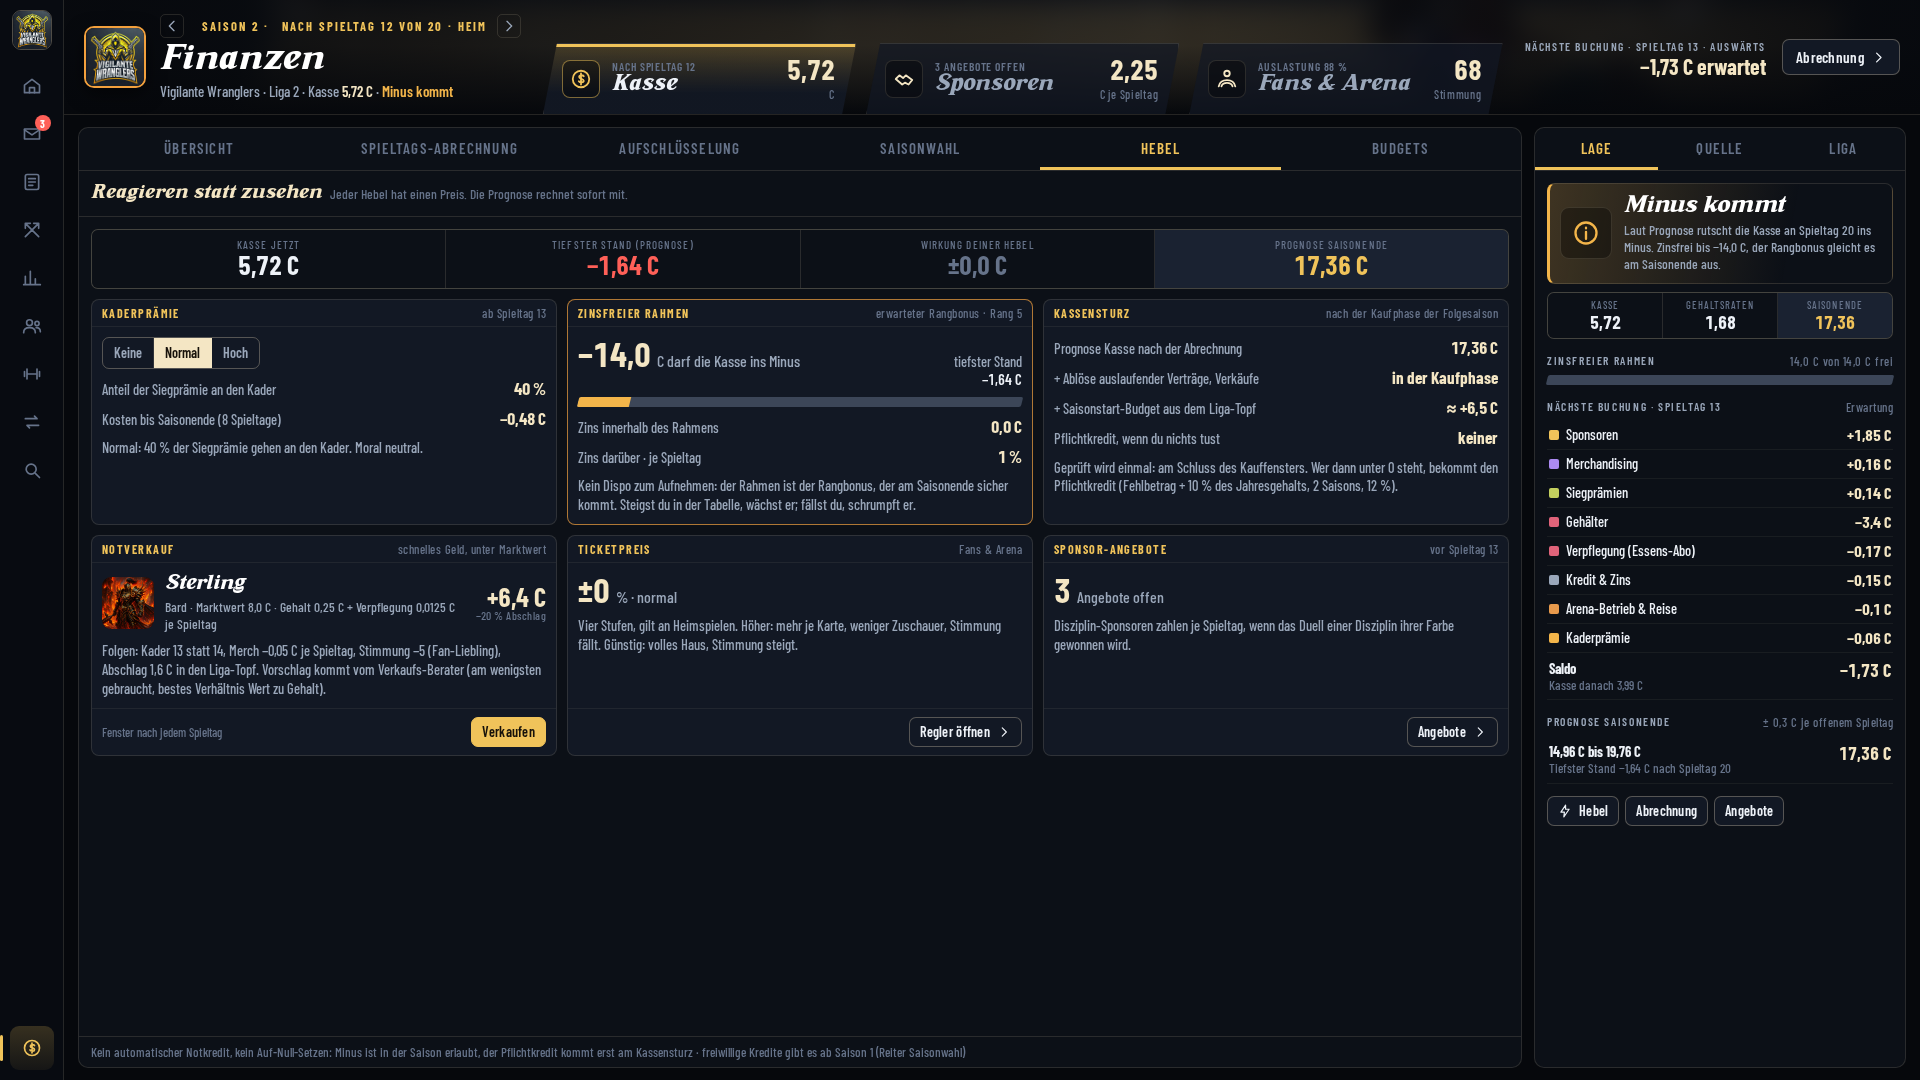 SAISON 2 · NACH SPIELTAG 12 VON 20 · HEIM
Finanzen
Vigilante Wranglers · Liga 2 · Kasse 5,72 C · Minus kommt
NACH SPIELTAG 12
Kasse
5,72
C
3 ANGEBOTE OFFEN
Sponsoren
2,25
C je Spieltag
AUSLASTUNG 88 %
Fans & Arena
68
Stimmung
NÄCHSTE BUCHUNG · SPIELTAG 13 · AUSWÄRTS
−1,73 C erwartet
Abrechnung
3
ÜBERSICHT
SPIELTAGS-ABRECHNUNG
AUFSCHLÜSSELUNG
SAISONWAHL
HEBEL
BUDGETS
Reagieren statt zusehen Jeder Hebel hat einen Preis. Die Prognose rechnet sofort mit.
KASSE JETZT
5,72 C
TIEFSTER STAND (PROGNOSE)
−1,64 C
WIRKUNG DEINER HEBEL
±0,0 C
PROGNOSE SAISONENDE
17,36 C
KADERPRÄMIE ab Spieltag 13
Keine Normal Hoch
Anteil der Siegprämie an den Kader 40 %
Kosten bis Saisonende (8 Spieltage) −0,48 C
Normal: 40 % der Siegprämie gehen an den Kader. Moral neutral.
ZINSFREIER RAHMEN erwarteter Rangbonus · Rang 5
−14,0 C darf die Kasse ins Minus
tiefster Stand
−1,64 C
Zins innerhalb des Rahmens 0,0 C
Zins darüber · je Spieltag 1 %
Kein Dispo zum Aufnehmen: der Rahmen ist der Rangbonus, der am Saisonende sicher
kommt. Steigst du in der Tabelle, wächst er; fällst du, schrumpft er.
KASSENSTURZ nach der Kaufphase der Folgesaison
Prognose Kasse nach der Abrechnung 17,36 C
+ Ablöse auslaufender Verträge, Verkäufe in der Kaufphase
+ Saisonstart-Budget aus dem Liga-Topf ≈ +6,5 C
Pflichtkredit, wenn du nichts tust keiner
Geprüft wird einmal: am Schluss des Kauffensters. Wer dann unter 0 steht, bekommt den
Pflichtkredit (Fehlbetrag + 10 % des Jahresgehalts, 2 Saisons, 12 %).
NOTVERKAUF schnelles Geld, unter Marktwert
Sterling
Bard · Marktwert 8,0 C · Gehalt 0,25 C + Verpflegung 0,0125 C
je Spieltag
+6,4 C
−20 % Abschlag
Folgen: Kader 13 statt 14, Merch −0,05 C je Spieltag, Stimmung −5 (Fan-Liebling),
Abschlag 1,6 C in den Liga-Topf. Vorschlag kommt vom Verkaufs-Berater (am wenigsten
gebraucht, bestes Verhältnis Wert zu Gehalt).
Fenster nach jedem Spieltag
Verkaufen
TICKETPREIS Fans & Arena
±0 % · normal
Vier Stufen, gilt an Heimspielen. Höher: mehr je Karte, weniger Zuschauer, Stimmung
fällt. Günstig: volles Haus, Stimmung steigt.
Regler öffnen
SPONSOR-ANGEBOTE vor Spieltag 13
3 Angebote offen
Disziplin-Sponsoren zahlen je Spieltag, wenn das Duell einer Disziplin ihrer Farbe
gewonnen wird.
Angebote
Kein automatischer Notkredit, kein Auf-Null-Setzen: Minus ist in der Saison erlaubt, der Pflichtkredit kommt erst am Kassensturz · freiwillige Kredite gibt es ab Saison 1 (Reiter Saisonwahl)
LAGE
QUELLE
LIGA
Minus kommt
Laut Prognose rutscht die Kasse an Spieltag 20 ins
Minus. Zinsfrei bis −14,0 C, der Rangbonus gleicht es
am Saisonende aus.
KASSE
5,72
GEHALTSRATEN
1,68
SAISONENDE
17,36
ZINSFREIER RAHMEN 14,0 C von 14,0 C frei
NÄCHSTE BUCHUNG · SPIELTAG 13 Erwartung
Sponsoren +1,85 C
Merchandising +0,16 C
Siegprämien +0,14 C
Gehälter −3,4 C
Verpflegung (Essens-Abo) −0,17 C
Kredit & Zins −0,15 C
Arena-Betrieb & Reise −0,1 C
Kaderprämie −0,06 C
Saldo −1,73 C
Kasse danach 3,99 C
PROGNOSE SAISONENDE ± 0,3 C je offenem Spieltag
14,96 C bis 19,76 C 17,36 C
Tiefster Stand −1,64 C nach Spieltag 20
Hebel
Abrechnung
Angebote
VIGILANTE
WRANGLERS